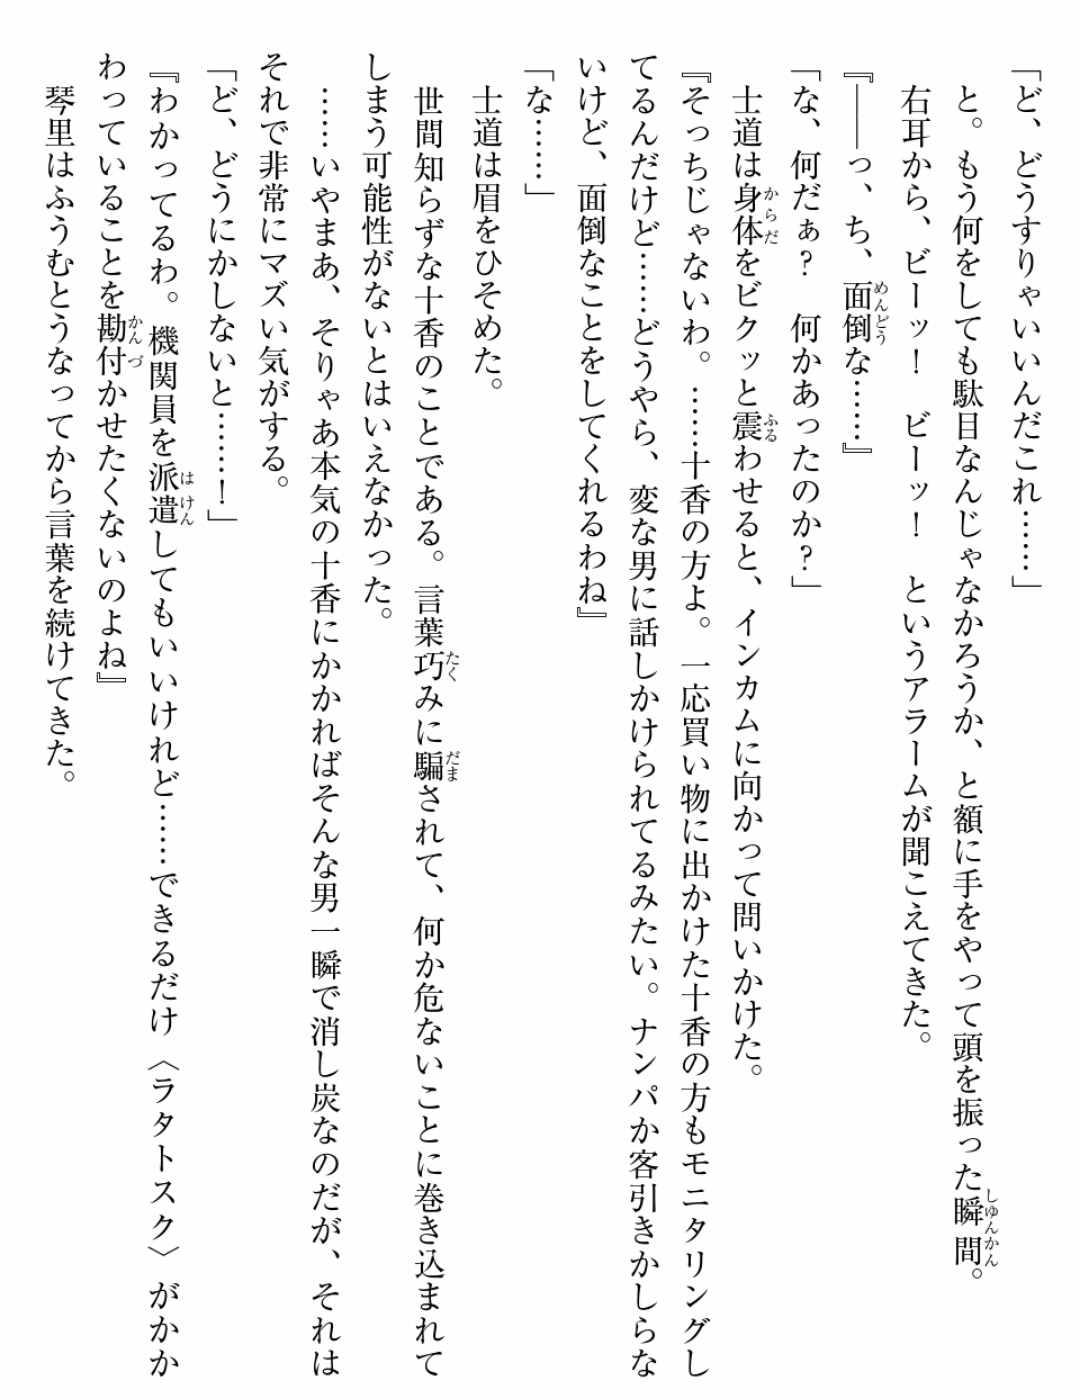 「ど、どうすりゃいいんだこれ……」
と。もう何をしても駄目なんじゃなかろうか、と額に手をやって頭を振った瞬間。
右耳から、ビーッ！　ビーッ！　というアラームが聞こえてきた。
『――っ、ち、面倒な……』
「な、何だぁ？　何かあったのか？」
士道は身体をビクッと震わせると、インカムに向かって問いかけた。
『そっちじゃないわ。……十香の方よ。一応買い物に出かけた十香の方もモニタリングし
てるんだけど……どうやら、変な男に話しかけられてるみたい。ナンパか客引きかしらな
いけど、面倒なことをしてくれるわね』
「な……」
士道は眉をひそめた。
世間知らずな十香のことである。言葉巧みに騙されて、何か危ないことに巻き込まれて
しまう可能性がないとはいえなかった。
……いやまあ、そりゃあ本気の十香にかかればそんな男一瞬で消し炭なのだが、それは
それで非常にマズい気がする。
「ど、どうにかしないと……！」
『わかってるわ。機関員を派遣してもいいけれど……できるだけ〈ラタトスク〉がかか
わっていることを勘付かせたくないのよね』
琴里はふうむとうなってから言葉を続けてきた。